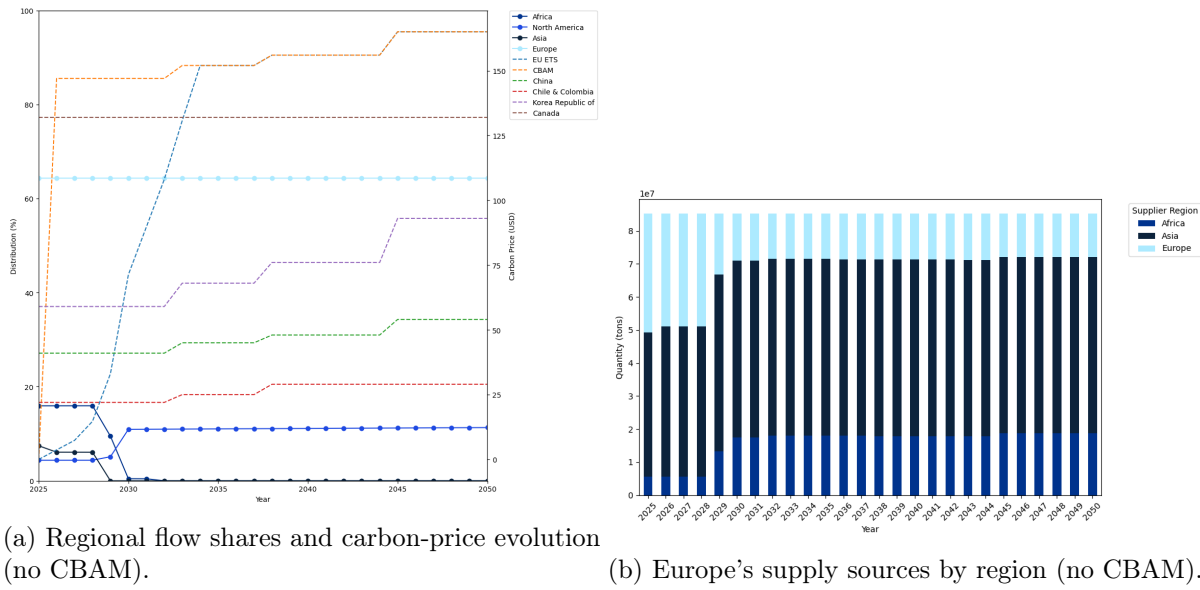 100
80
60
40
20
0
Distribution (%)
2025
2030
2035
2040
2045
2050
Year
150
125
100
75
50
25
0
Carbon Price (USD)
Africa
North America
Asia
Europe
EU ETS
CBAM
China
Chile & Colombia
Korea Republic of
Canada
(a) Regional flow shares and carbon-price evolution
(no CBAM).
1e7
8
7
6
5
4
3
2
1
0
Quantity (tons)
2025 2026 2027 2028 2029 2030 2031 2032 2033 2034 2035 2036 2037 2038 2039 2040 2041 2042 2043 2044 2045 2046 2047 2048 2049 2050
Year
Supplier Region
Africa
Asia
Europe
(b) Europe's supply sources by region (no CBAM).